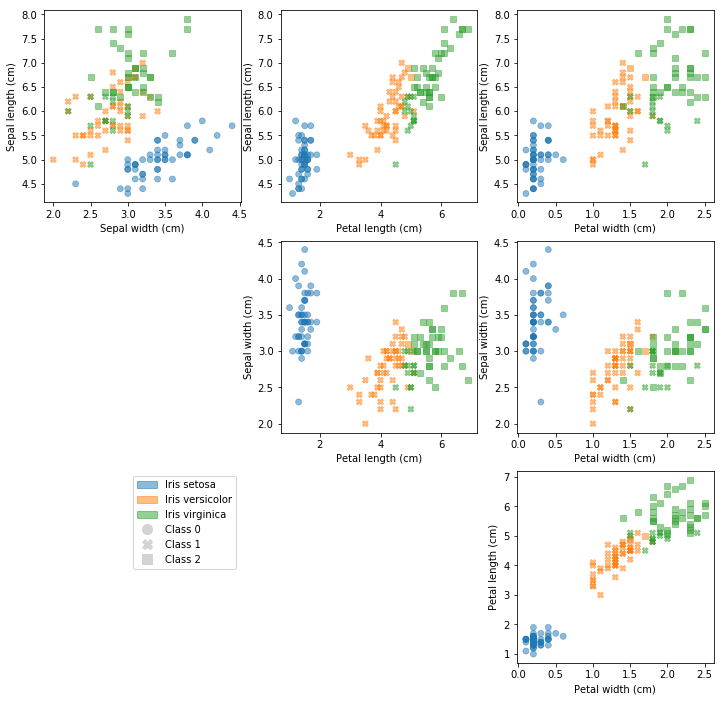 8.0
7.5
7.0
6.5
6.0
5.5
5.0
4.5
Sepal length (cm)
2.0 2.5 3.0 3.5 4.0 4.5
Sepal width (cm)
8.0
7.5
7.0
6.5
6.0
5.5
5.0
4.5
Sepal length (cm)
2 4 6
Petal length (cm)
8.0
7.5
7.0
6.5
6.0
5.5
5.0
4.5
Sepal length (cm)
0.0 0.5 1.0 1.5 2.0 2.5
Petal width (cm)
4.5
4.0
3.5
3.0
2.5
2.0
Sepal width (cm)
2 4 6
Petal length (cm)
4.5
4.0
3.5
3.0
2.5
2.0
Sepal width (cm)
0.0 0.5 1.0 1.5 2.0 2.5
Petal width (cm)
Iris setosa
Iris versicolor
Iris virginica
Class 0
Class 1
Class 2
7
6
5
4
3
2
1
Petal length (cm)
0.0 0.5 1.0 1.5 2.0 2.5
Petal width (cm)